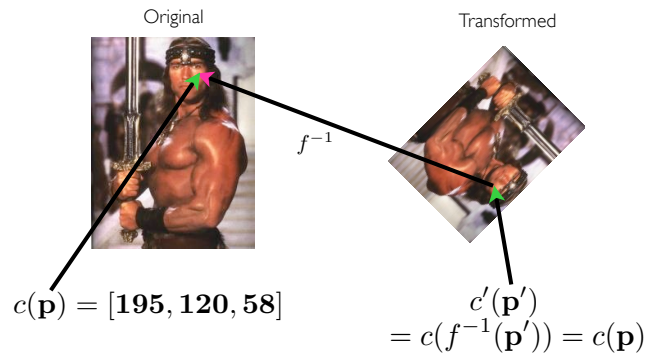 Original
Transformed
f⁻¹
c(p) = [195, 120, 58]
c′(p′)
= c(f⁻¹(p′)) = c(p)